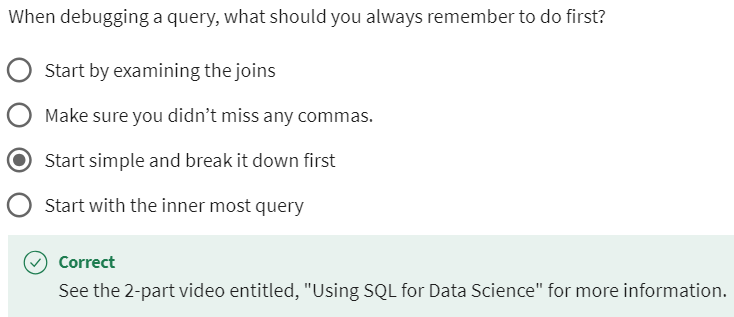 When debugging a query, what should you always remember to do first?
Start by examining the joins
Make sure you didn’t miss any commas.
Start simple and break it down first
Start with the inner most query
Correct
See the 2-part video entitled, "Using SQL for Data Science" for more information.